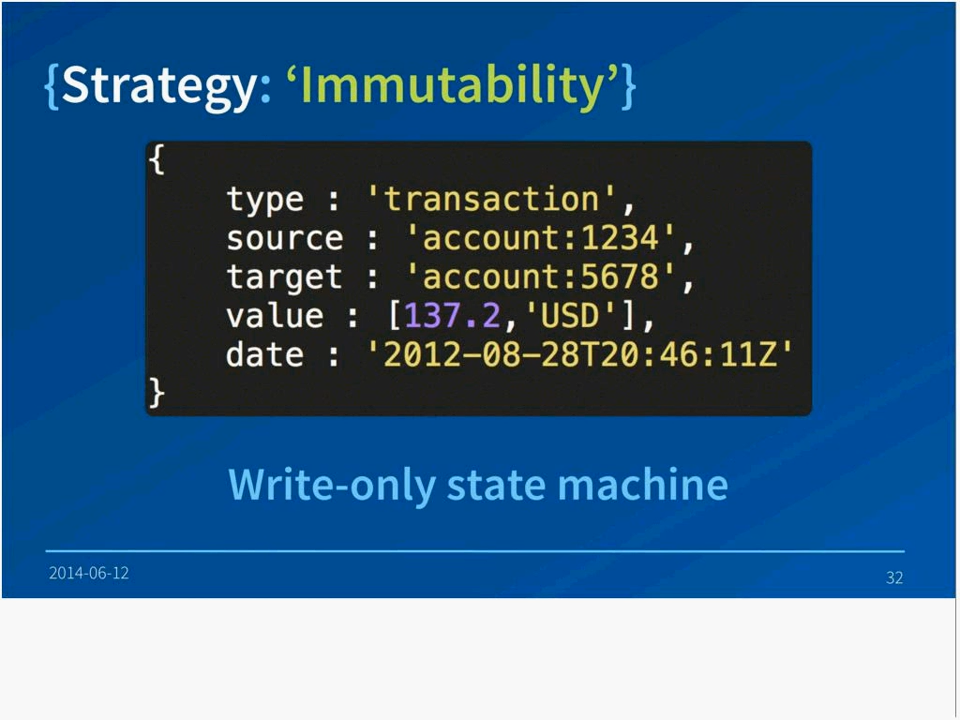 {Strategy: ‘Immutability’}
{
type : 'transaction',
source : 'account:1234',
target : 'account:5678',
value : [137.2,'USD'],
date : '2012-08-28T20:46:11Z'
}
Write-only state machine
2014-06-12
32